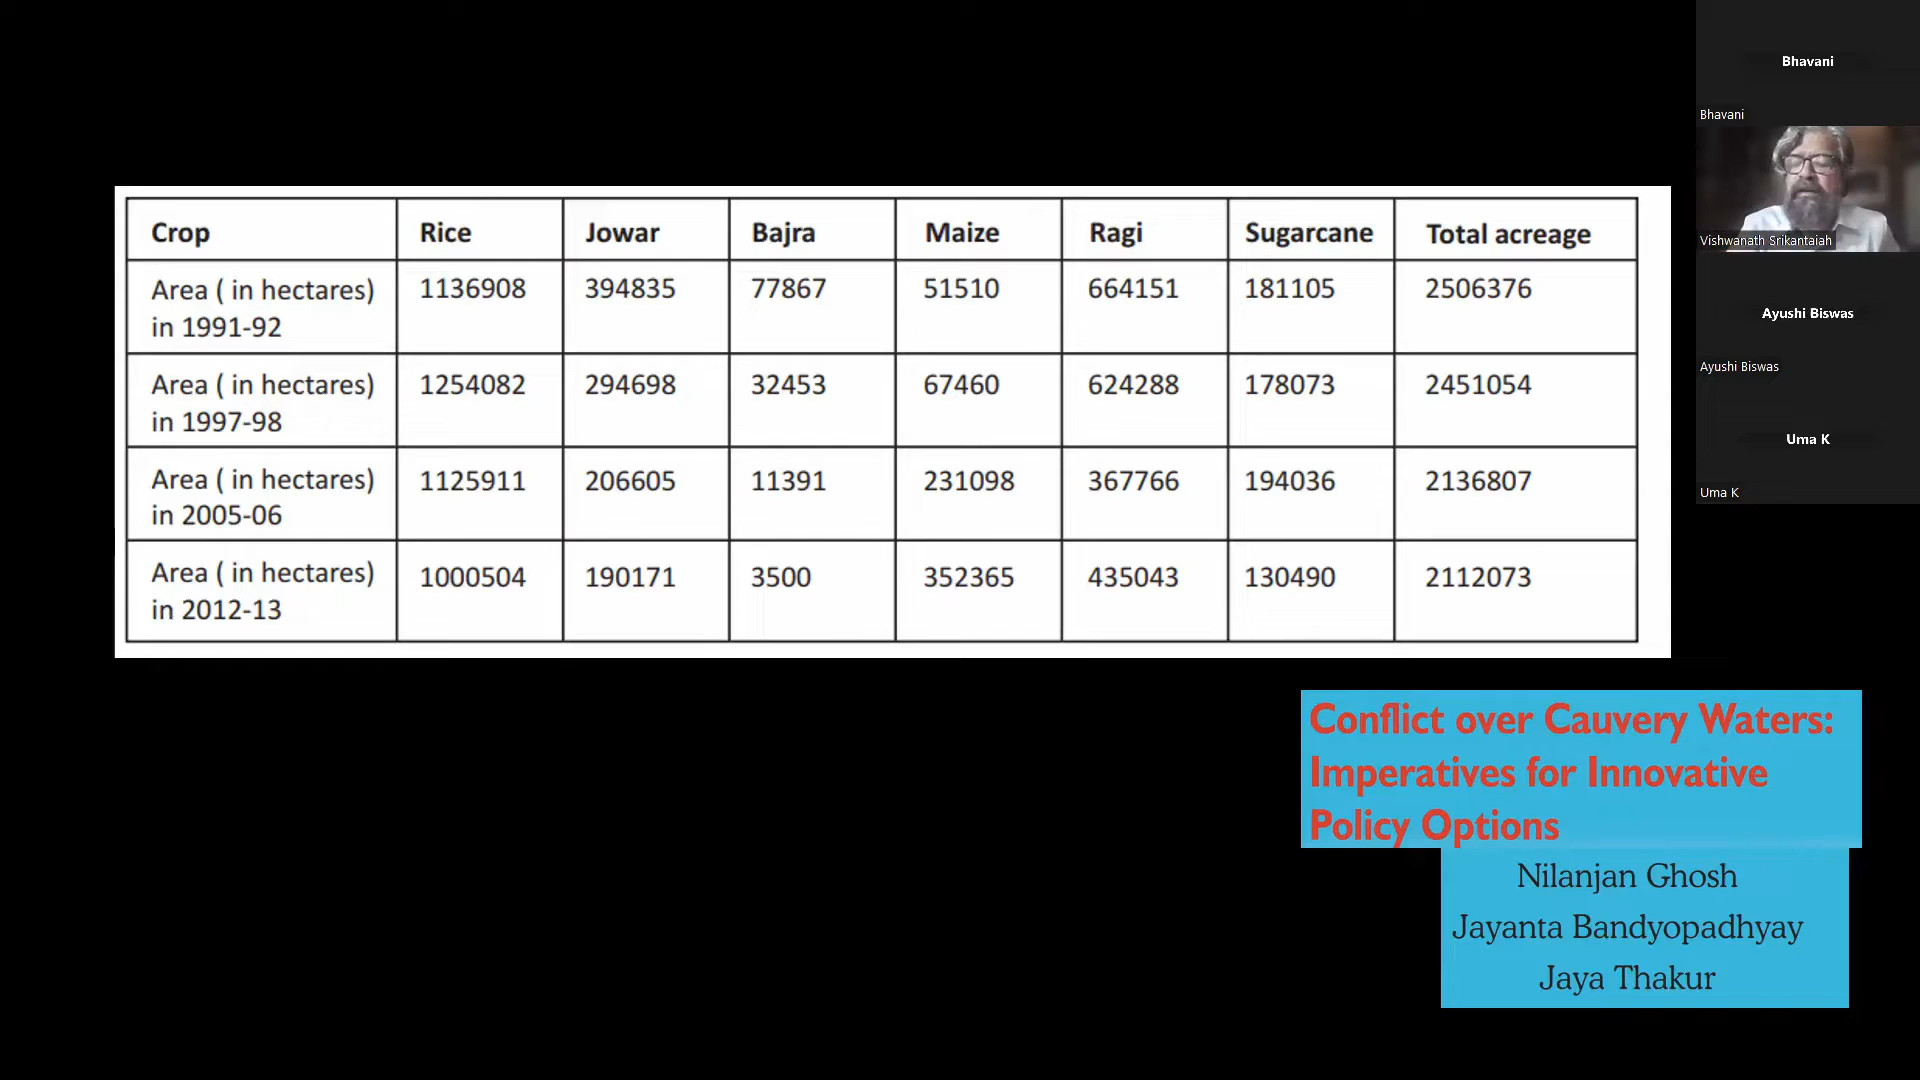 Crop Rice Jowar Bajra Maize Ragi Sugarcane Total acreage
Area ( in hectares) 1136908 394835 77867 51510 664151 181105 2506376
in 1991-92
Area ( in hectares) 1254082 294698 32453 67460 624288 178073 2451054
in 1997-98
Area ( in hectares) 1125911 206605 11391 231098 367766 194036 2136807
in 2005-06
Area ( in hectares) 1000504 190171 3500 352365 435043 130490 2112073
in 2012-13
Conflict over Cauvery Waters:
Imperatives for Innovative
Policy Options
Nilanjan Ghosh
Jayanta Bandyopadhyay
Jaya Thakur
Bhavani
Bhavani
Vishwanath Srikantaiah
Ayushi Biswas
Ayushi Biswas
Uma K
Uma K